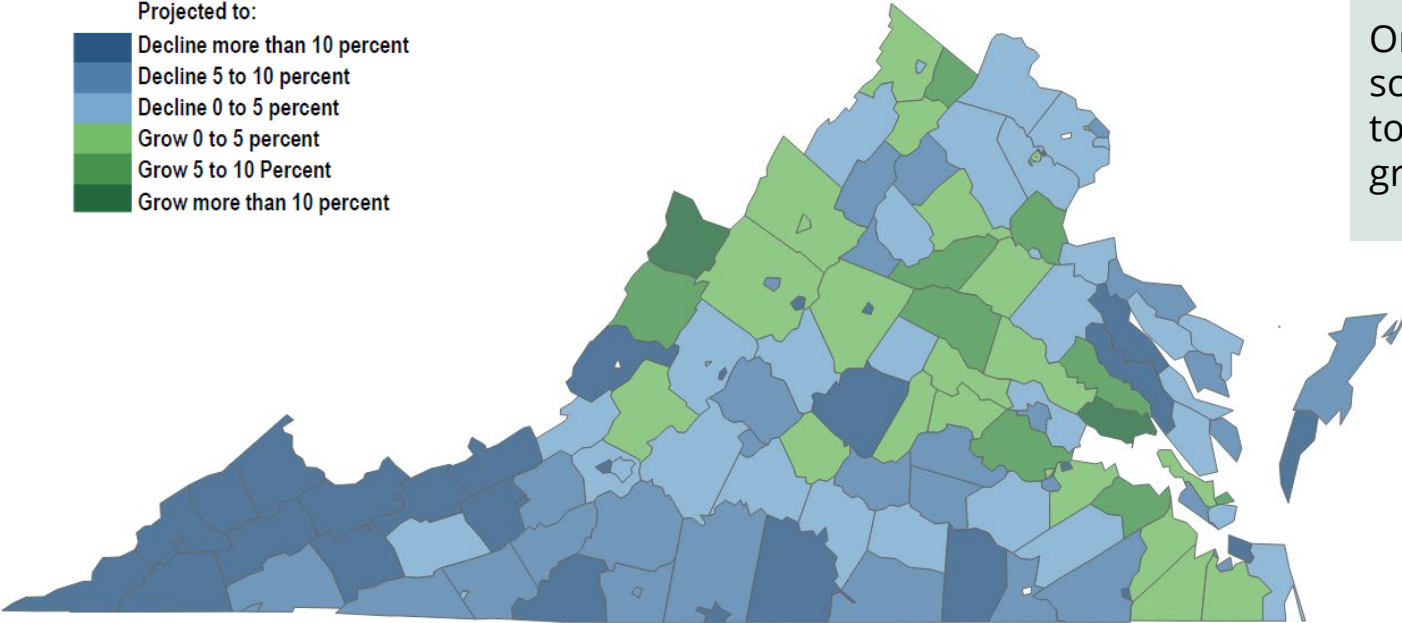 Projected to:
Decline more than 10 percent
Decline 5 to 10 percent
Decline 0 to 5 percent
Grow 0 to 5 percent
Grow 5 to 10 Percent
Grow more than 10 percent